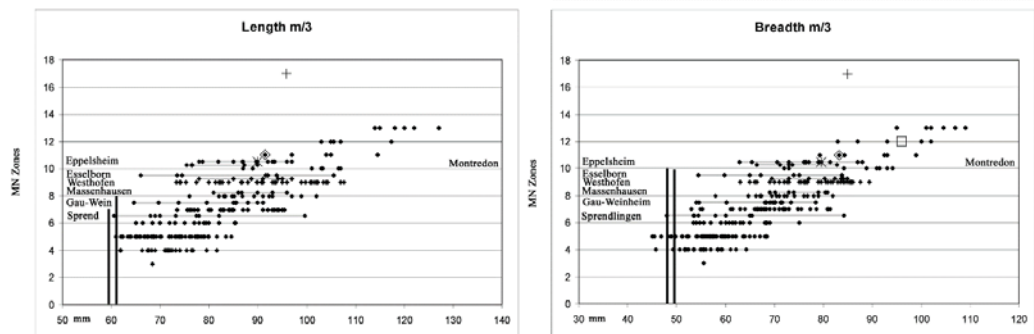 Length m/3
MN Zones
18
16
14
12
10
8
6
4
2
0
Eppelsheim
Esselborn
Westhofen
Massenhausen
Gau-Wein
Sprend
Montredon
50 mm 60 70 80 90 100 110 120 130 140
Breadth m/3
MN Zones
18
16
14
12
10
8
6
4
2
0
Eppelsheim
Esselborn
Westhofen
Massenhausen
Gau-Weinheim
Sprendlingen
Montredon
30 mm 40 50 60 70 80 90 100 110 120